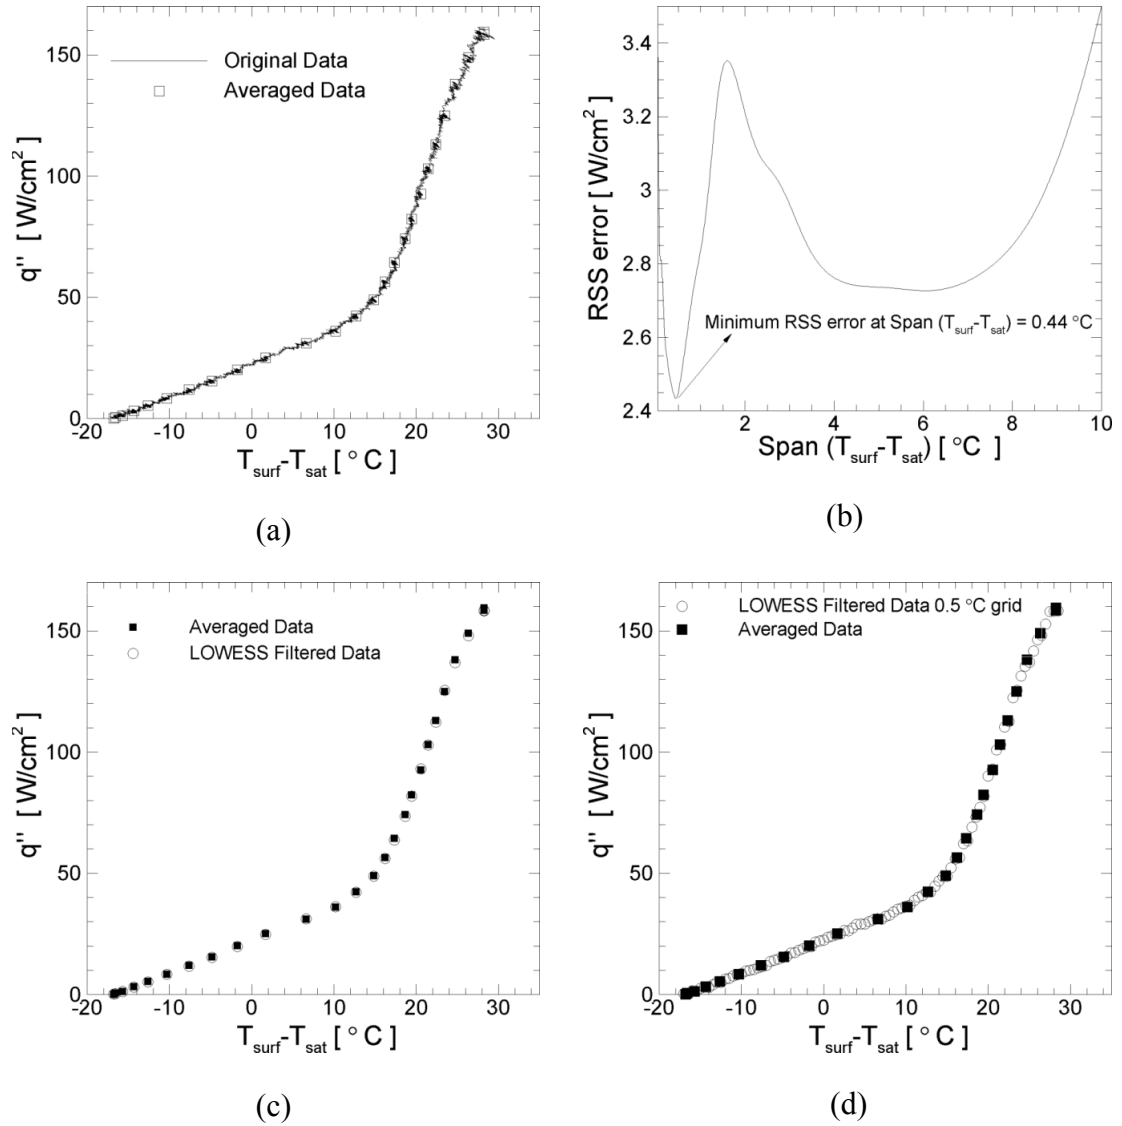 150
100
50
0
q'' [ W/cm² ]
Original Data
Averaged Data
-20
-10
0
10
20
30
Tsurf-Tsat [ ° C ]
(a)
3.4
3.2
3
2.8
2.6
2.4
RSS error [ W/cm² ]
Minimum RSS error at Span (Tsurf-Tsat) = 0.44 °C
2
4
6
8
10
Span (Tsurf-Tsat) [ °C ]
(b)
150
100
50
0
q'' [ W/cm² ]
Averaged Data
LOWESS Filtered Data
-20
-10
0
10
20
30
Tsurf-Tsat [ ° C ]
(c)
150
100
50
0
q'' [ W/cm² ]
LOWESS Filtered Data 0.5 °C grid
Averaged Data
-20
-10
0
10
20
30
Tsurf-Tsat [ ° C ]
(d)